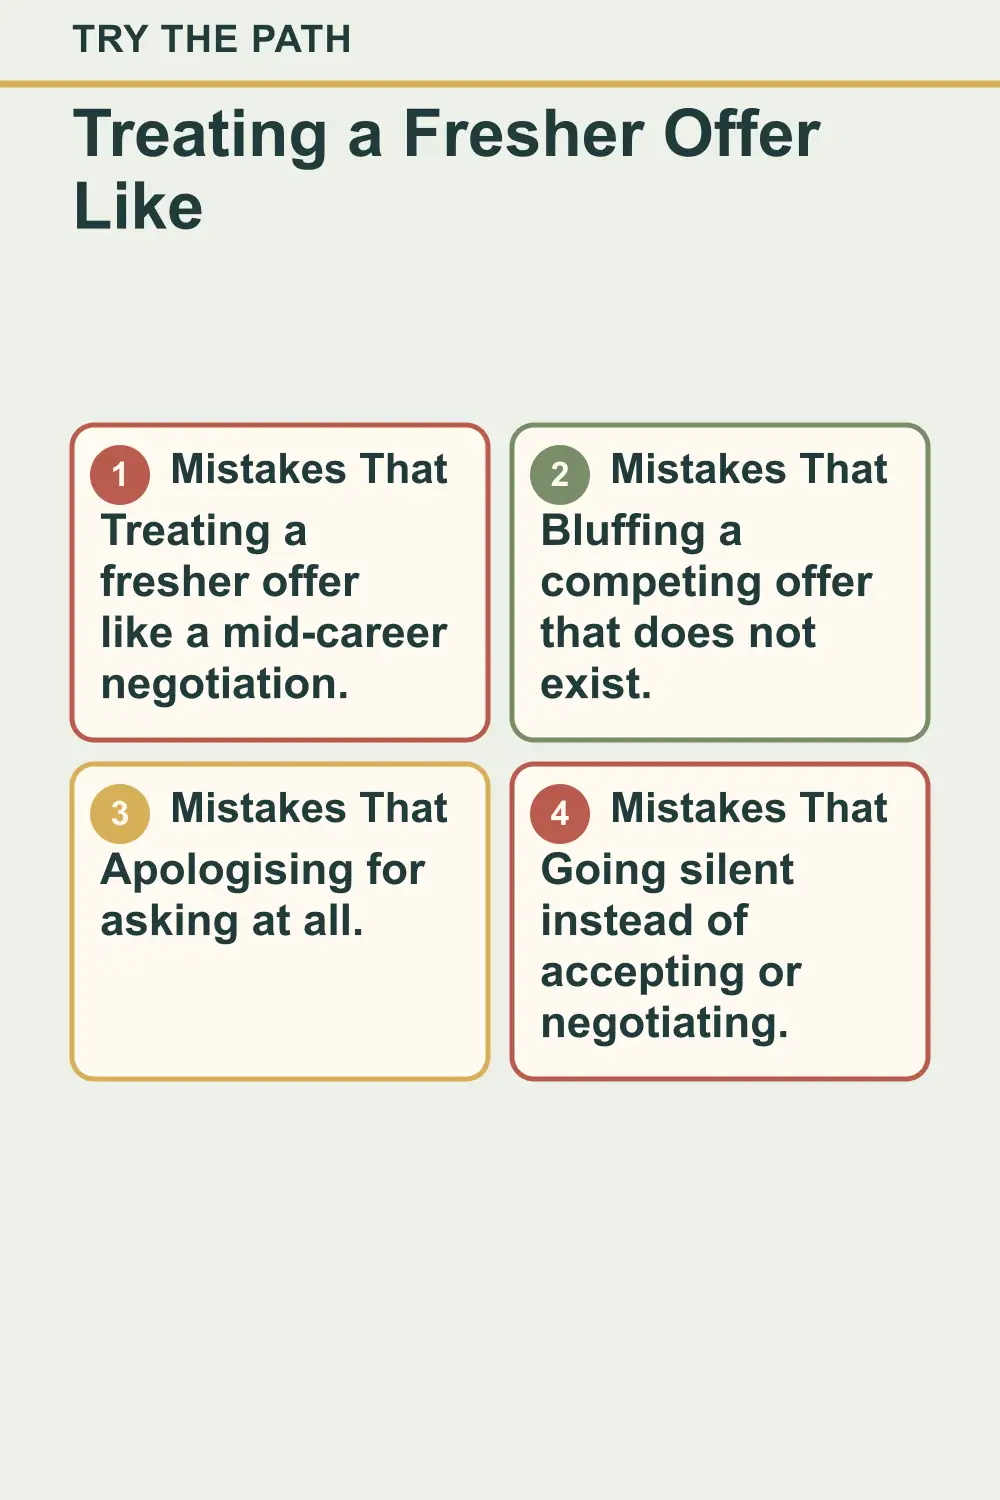 TRY THE PATH
Treating a Fresher Offer
Like
1 Mistakes That
Treating a
fresher offer
like a mid-career
negotiation.
2 Mistakes That
Bluffing a
competing offer
that does not
exist.
3 Mistakes That
Apologising for
asking at all.
4 Mistakes That
Going silent
instead of
accepting or
negotiating.